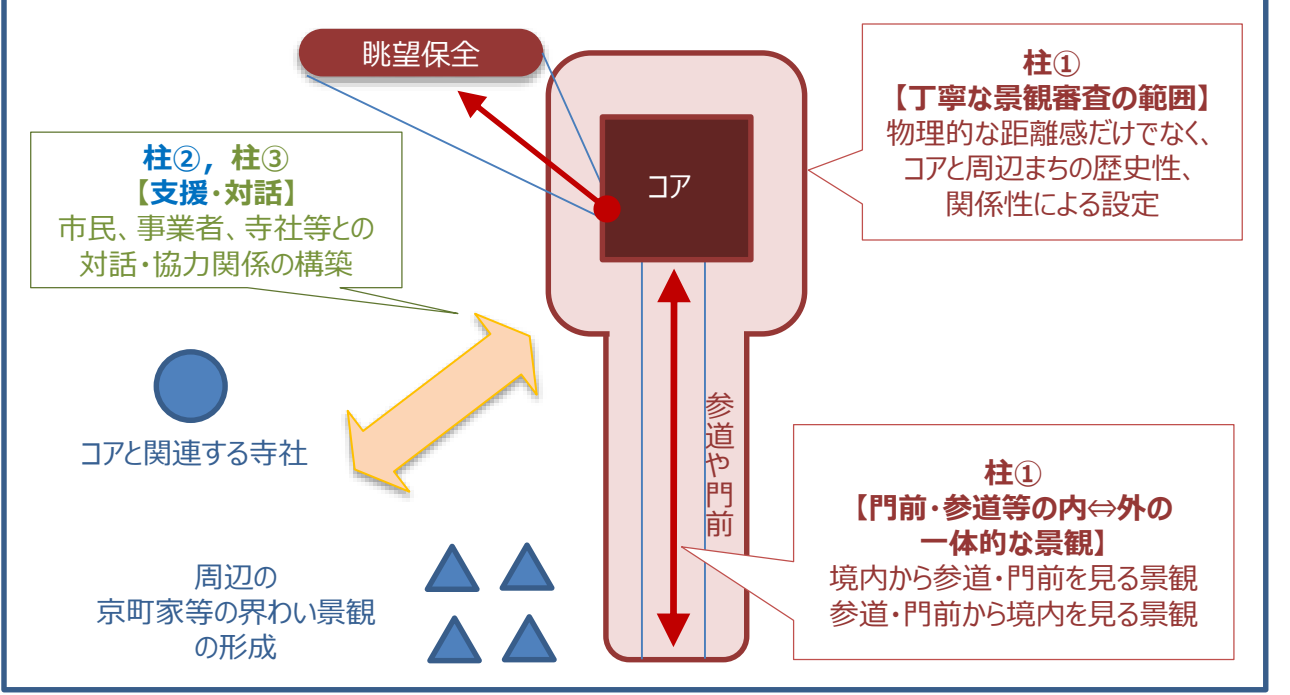 眺望保全
柱①
【丁寧な景観審査の範囲】
物理的な距離感だけでなく、
コアと周辺まちの歴史性、
関係性による設定
柱②，柱③
【支援・対話】
市民、事業者、寺社等との
対話・協力関係の構築
コア
コアと関連する寺社
参道や門前
柱①
【門前・参道等の内⇔外の
一体的な景観】
境内から参道・門前を見る景観
参道・門前から境内を見る景観
周辺の
京町家等の界わい景観
の形成